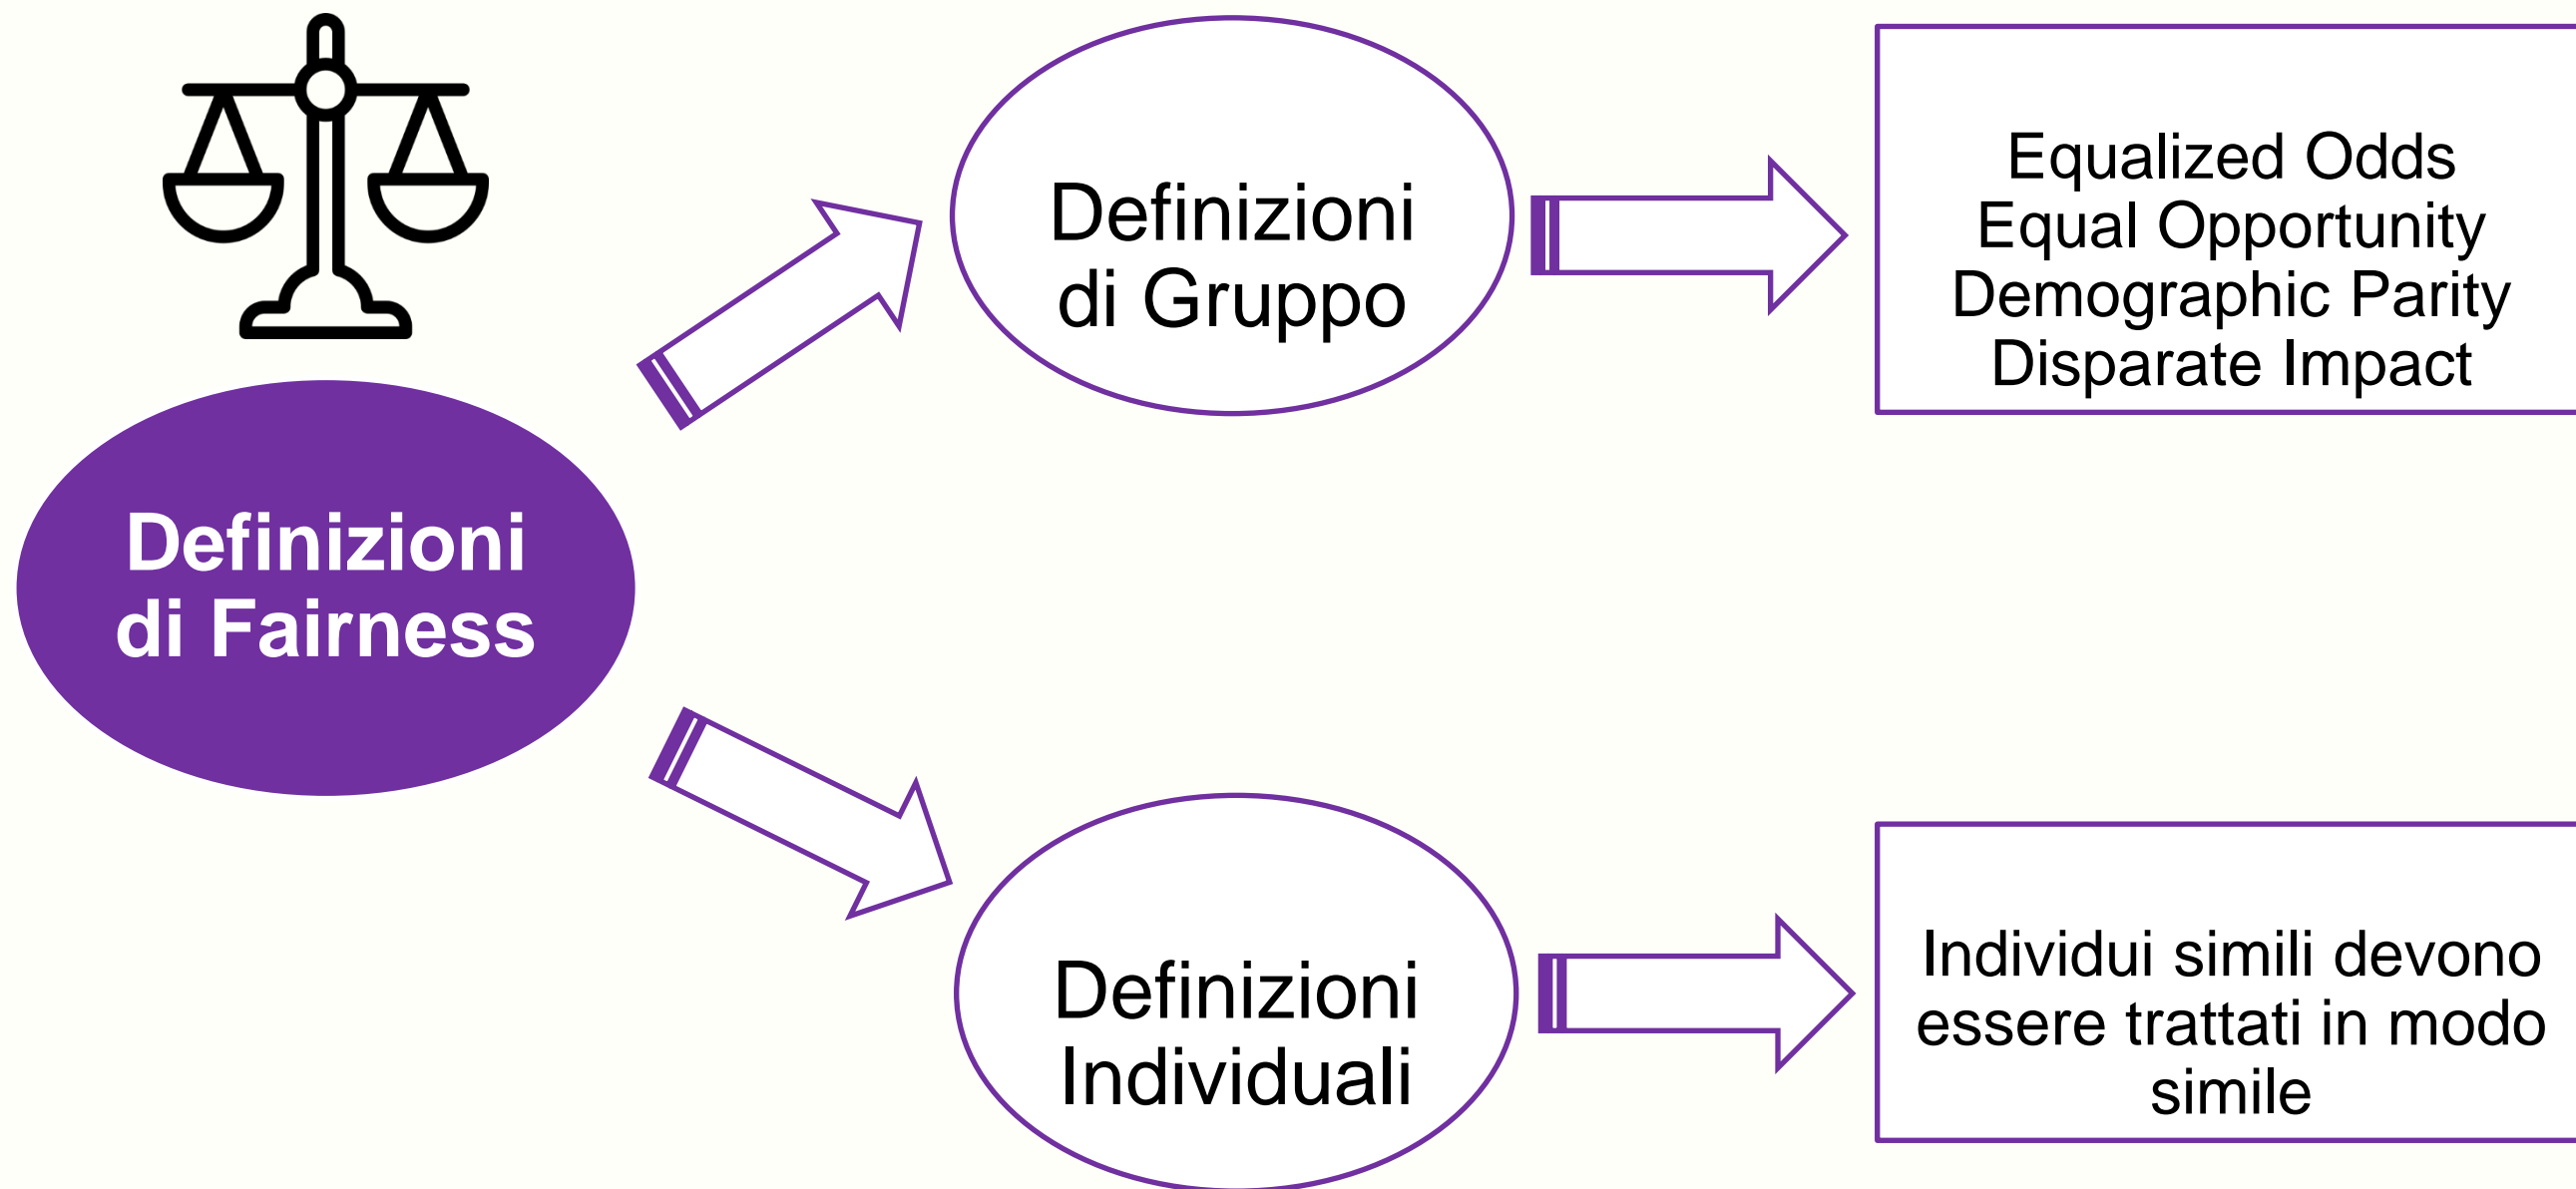 Definizioni
di Fairness
Definizioni
di Gruppo
Equalized Odds
Equal Opportunity
Demographic Parity
Disparate Impact
Definizioni
Individuali
Individui simili devono
essere trattati in modo
simile